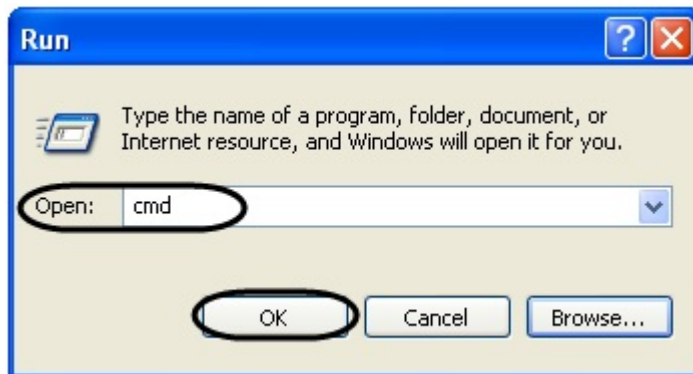 Run
Type the name of a program, folder, document, or
Internet resource, and Windows will open it for you.
Open: cmd
OK Cancel Browse...